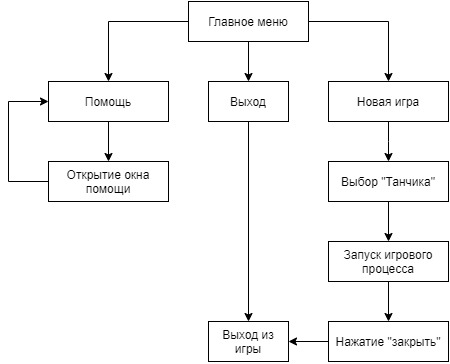 Главное меню
Помощь
Выход
Новая игра
Открытие окна
помощи
Выбор "Танчика"
Запуск игрового
процесса
Выход из
игры
Нажатие "закрыть"